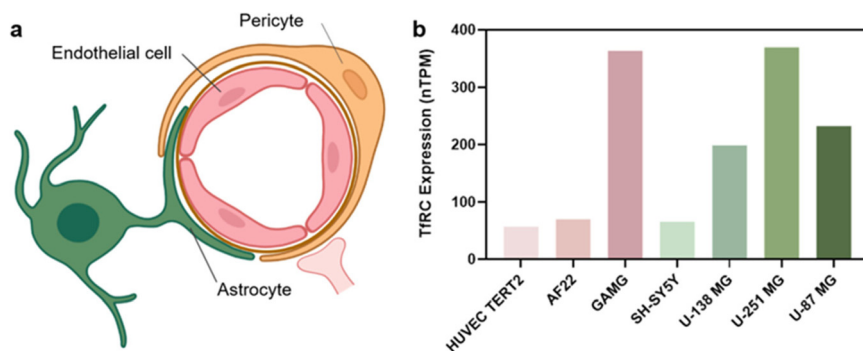 a
Pericyte
Endothelial cell
Astrocyte
b
TfRC Expression (nTPM)
400
300
200
100
0
HUVEC TERT2
AF22
GAMG
SH-SY5Y
U-138 MG
U-251 MG
U-87 MG